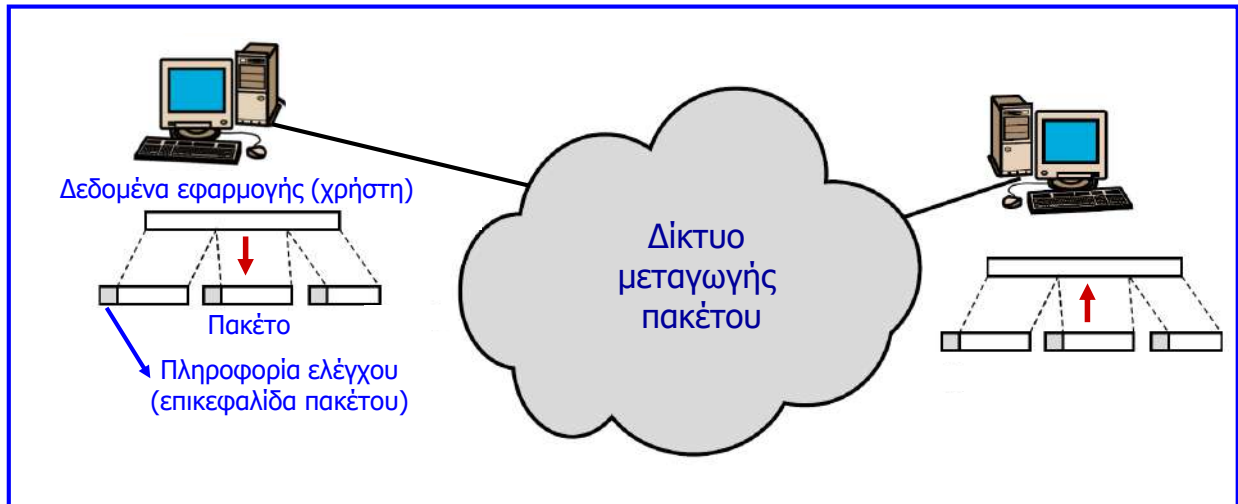 Δεδομένα εφαρμογής (χρήστη)
Πακέτο
Πληροφορία ελέγχου
(επικεφαλίδα πακέτου)
Δίκτυο
μεταγωγής
πακέτου